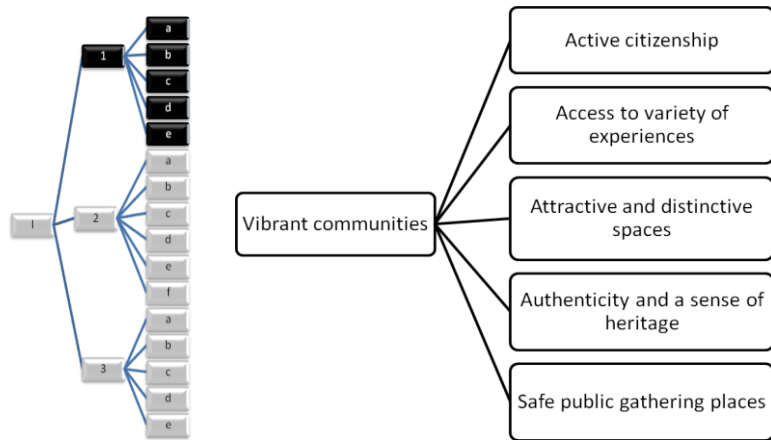 I
1
a
b
c
d
e
2
a
b
c
d
e
f
3
a
b
c
d
e
Vibrant communities
Active citizenship
Access to variety of
experiences
Attractive and distinctive
spaces
Authenticity and a sense of
heritage
Safe public gathering places